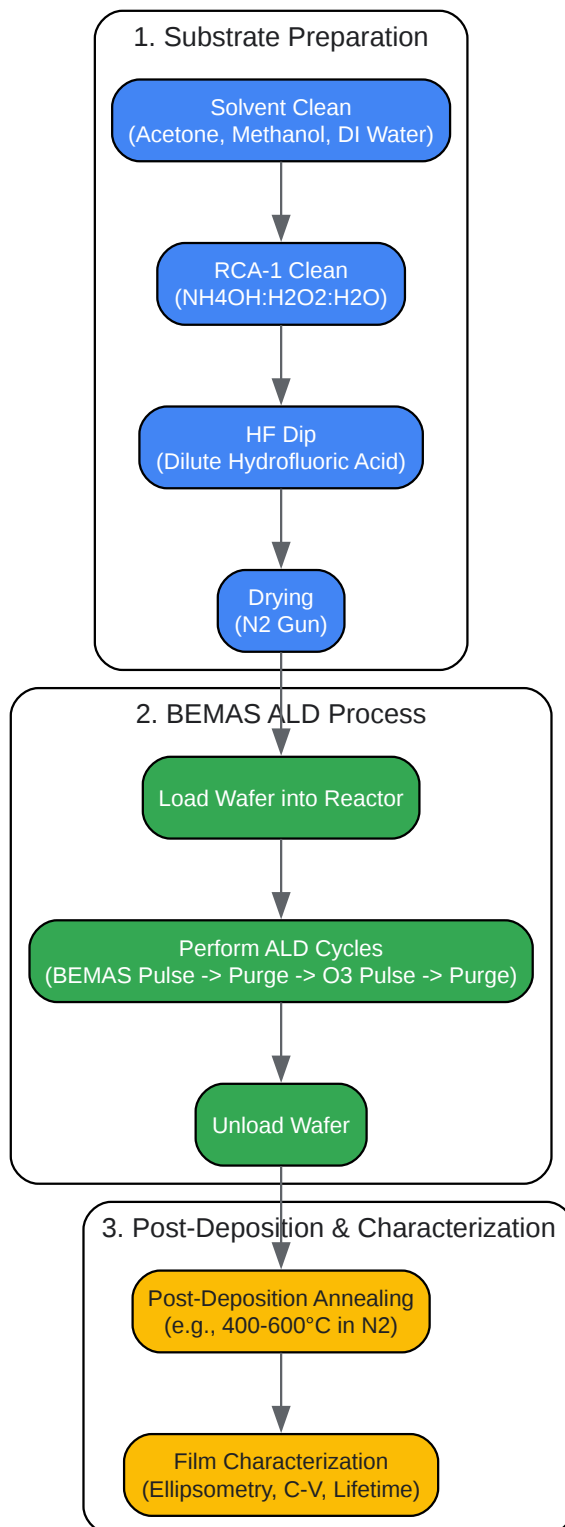 1. Substrate Preparation
Solvent Clean
(Acetone, Methanol, DI Water)
RCA-1 Clean
(NH4OH:H2O2:H2O)
HF Dip
(Dilute Hydrofluoric Acid)
Drying
(N2 Gun)
2. BEMAS ALD Process
Load Wafer into Reactor
Perform ALD Cycles
(BEMAS Pulse -> Purge -> O3 Pulse -> Purge)
Unload Wafer
3. Post-Deposition & Characterization
Post-Deposition Annealing
(e.g., 400-600°C in N2)
Film Characterization
(Ellipsometry, C-V, Lifetime)